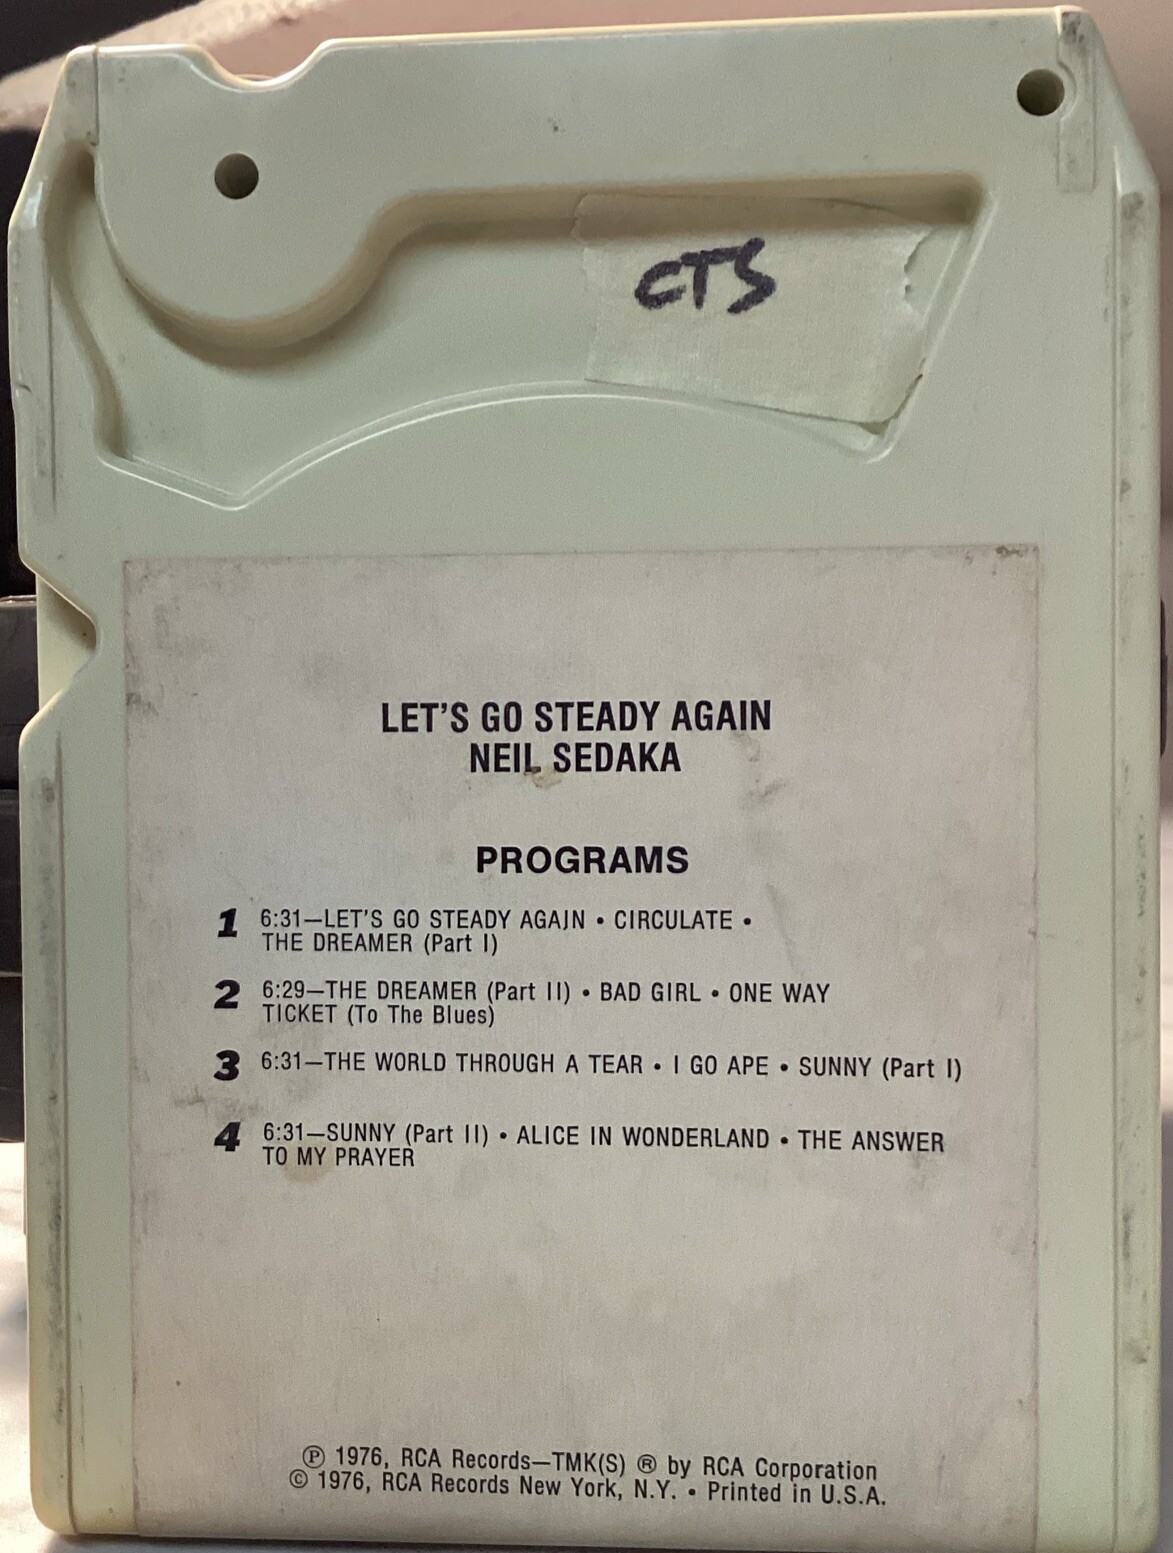 CTS
LET'S GO STEADY AGAIN
NEIL SEDAKA
PROGRAMS
1 6:31—LET'S GO STEADY AGAIN • CIRCULATE •
THE DREAMER (Part I)
2 6:29—THE DREAMER (Part II) • BAD GIRL • ONE WAY
TICKET (To The Blues)
3 6:31—THE WORLD THROUGH A TEAR • I GO APE • SUNNY (Part I)
4 6:31—SUNNY (Part II) • ALICE IN WONDERLAND • THE ANSWER
TO MY PRAYER
℗ 1976, RCA Records—TMK(S) ® by RCA Corporation
© 1976, RCA Records New York, N.Y. • Printed in U.S.A.